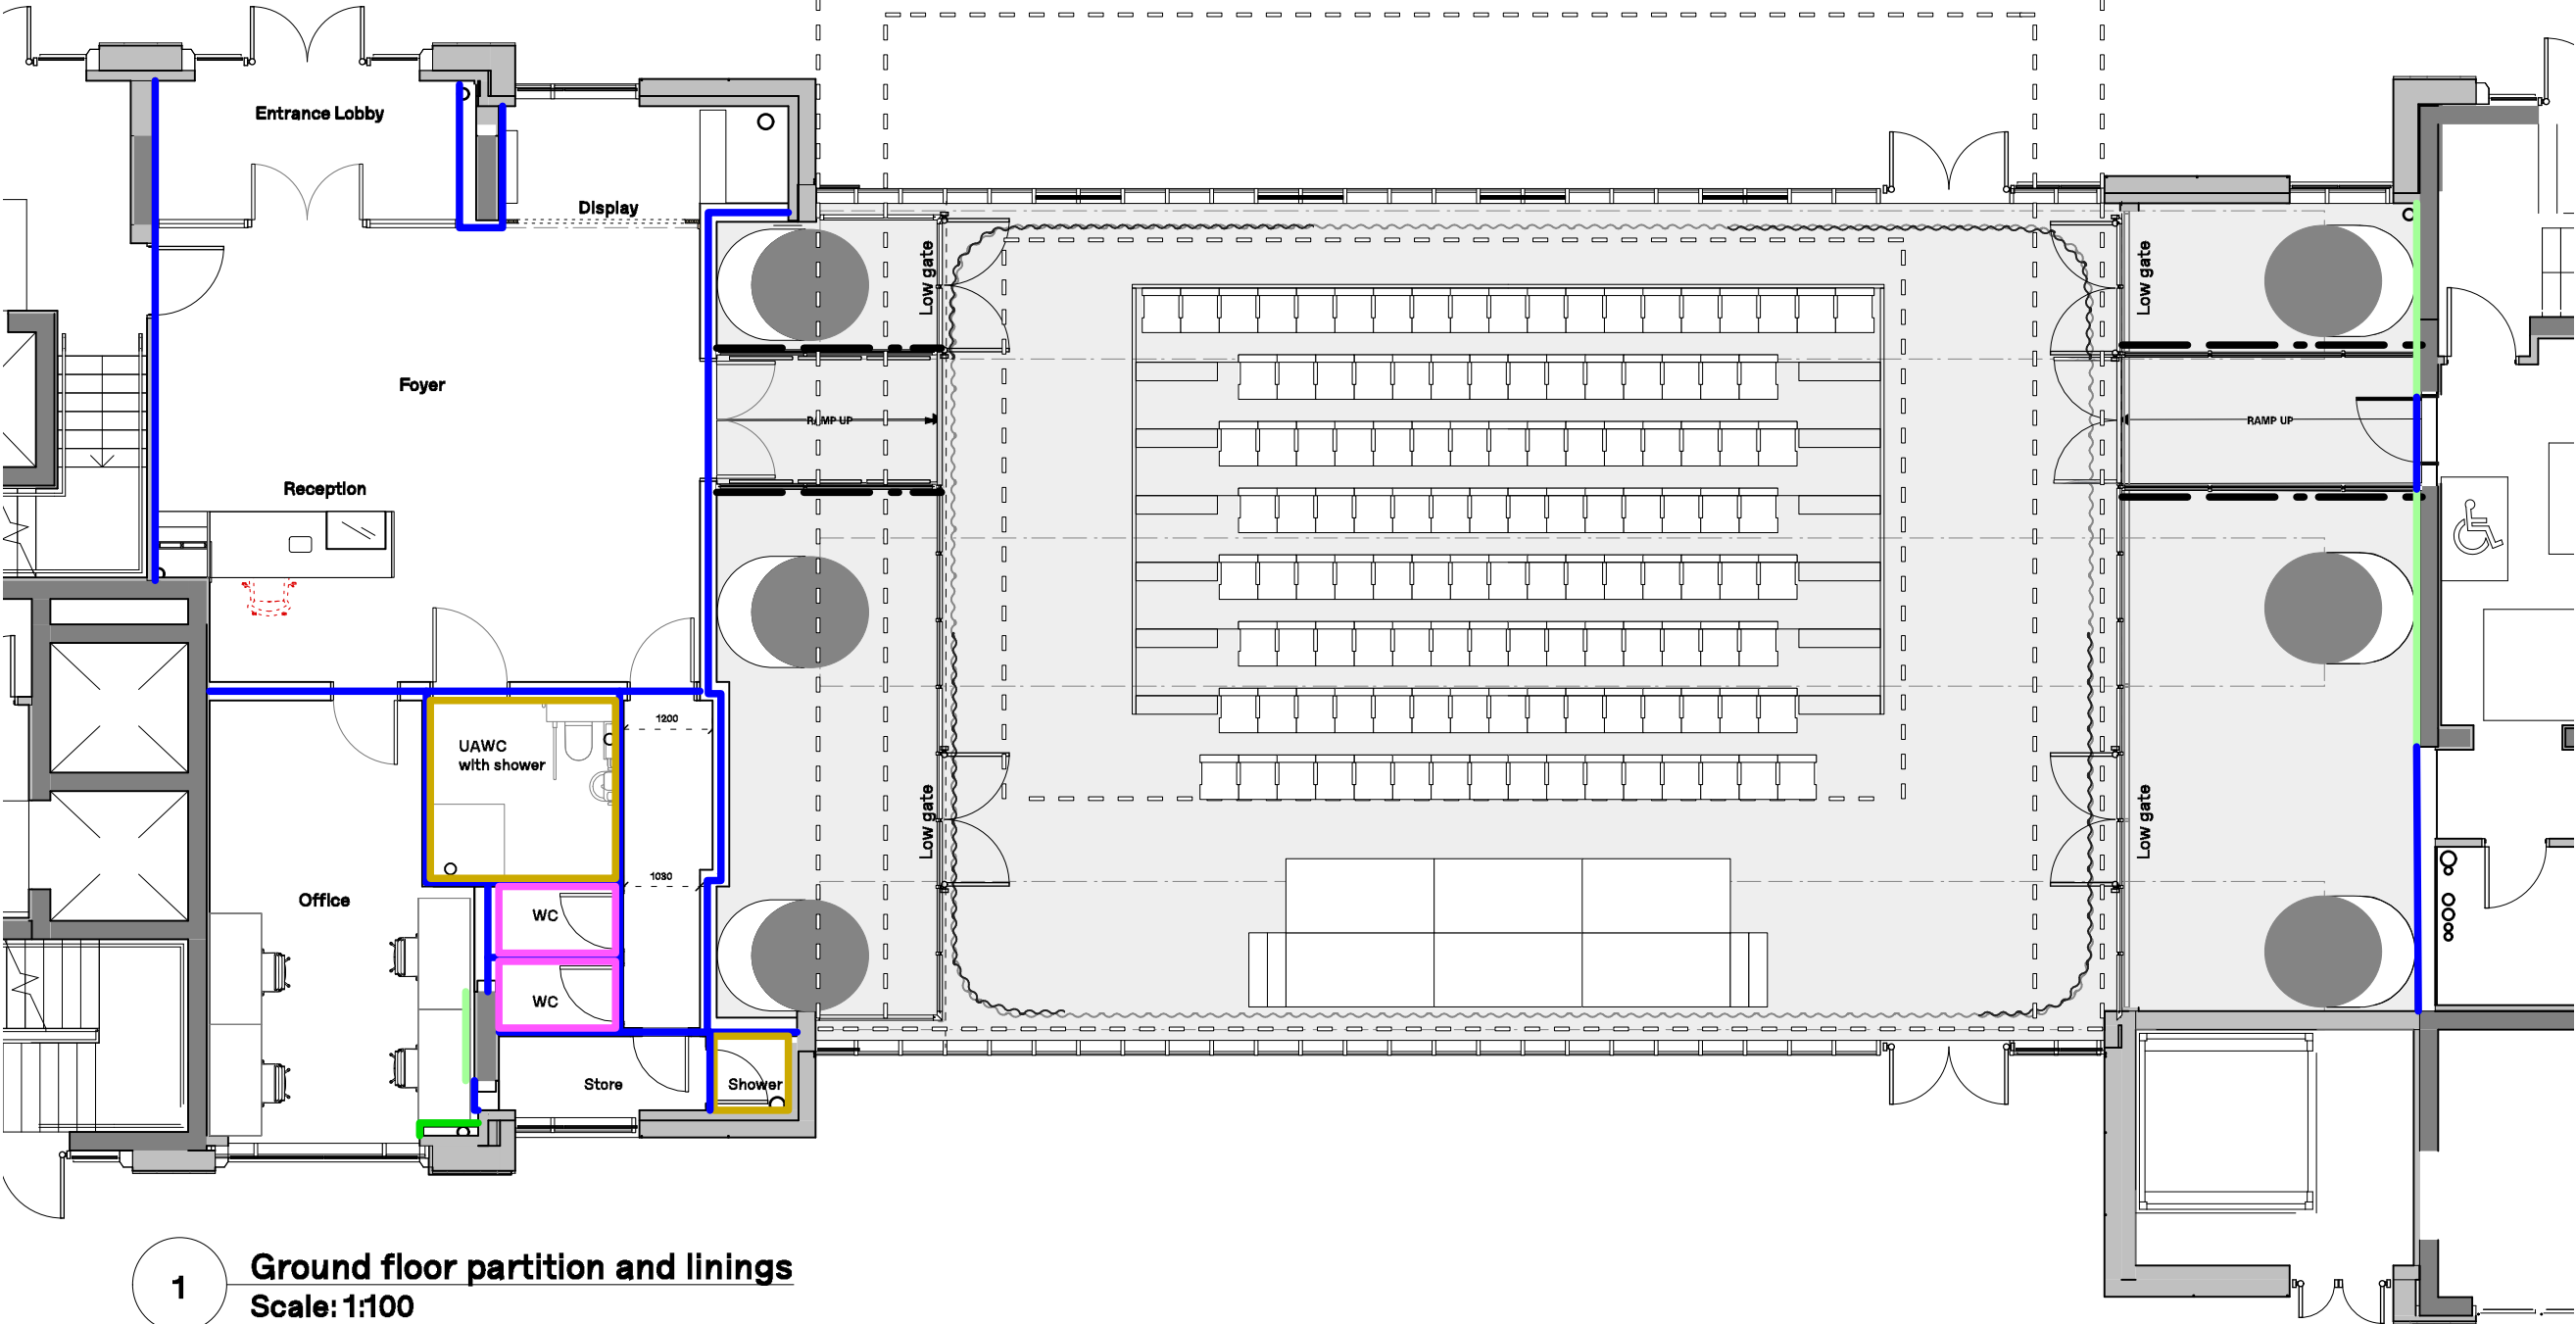 Entrance Lobby
Display
Low gate
Low gate
Foyer
RAMP UP
RAMP UP
Reception
1200
UAWC
with shower
Low gate
Low gate
1030
Office
WC
WC
Store
Shower
1
Ground floor partition and linings
Scale: 1:100